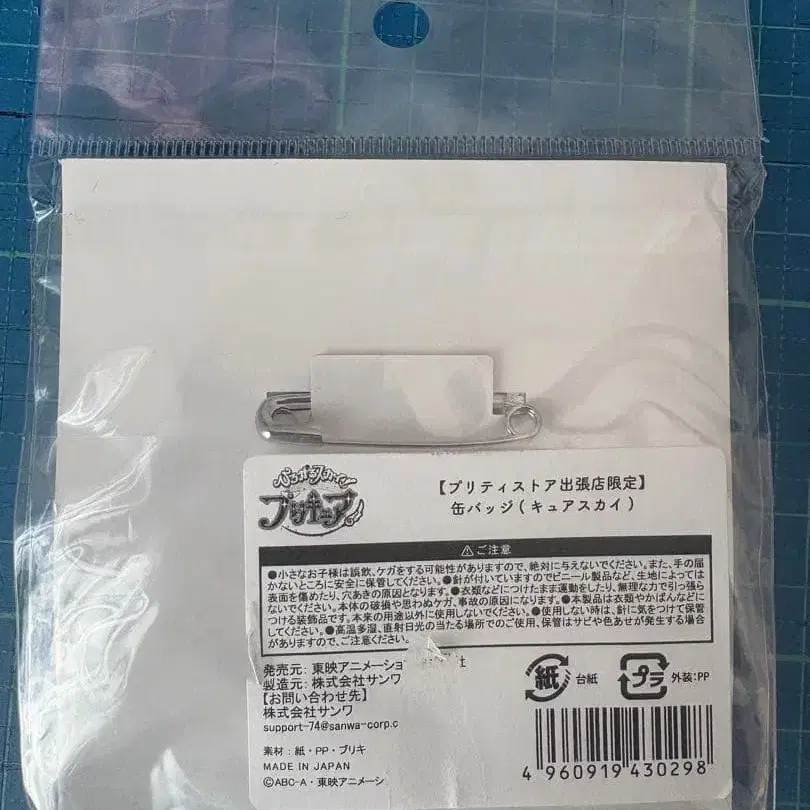 ひろがるスカイ!
プリキュア
【プリティストア出張店限定】
缶バッジ(キュアスカイ)
⚠ご注意
●小さなお子様は誤飲、ケガをする可能性がありますので、絶対に与えないでください。また、手の届
かないところに安全に保管してください。●針が付いていますのでビニール製品など、生地によっては
表面を傷めたり、穴あきの原因となります。●衣類などにつけたまま運動をしたり、無理な力で引っ張ら
ないでください。本体の破損や思わぬケガ、事故の原因になります。●本製品は衣類やかばんなどに
つける装飾品です。本来の用途以外に使用しないでください。●使用しない時は、針に気をつけて保管
してください。●高温多湿、直射日光の当たる場所でのご使用、保管はサビや色あせが発生する場合
がありますので、ご注意ください。
発売元:東映アニメーショ
製造元:株式会社サンワ
【お問い合わせ先】
株式会社サンワ
support-74@sanwa-corp.c
素材:紙・PP・ブリキ
MADE IN JAPAN
©ABC-A・東映アニメーシ
紙 台紙
プラ 外装:PP
4 960919 430298